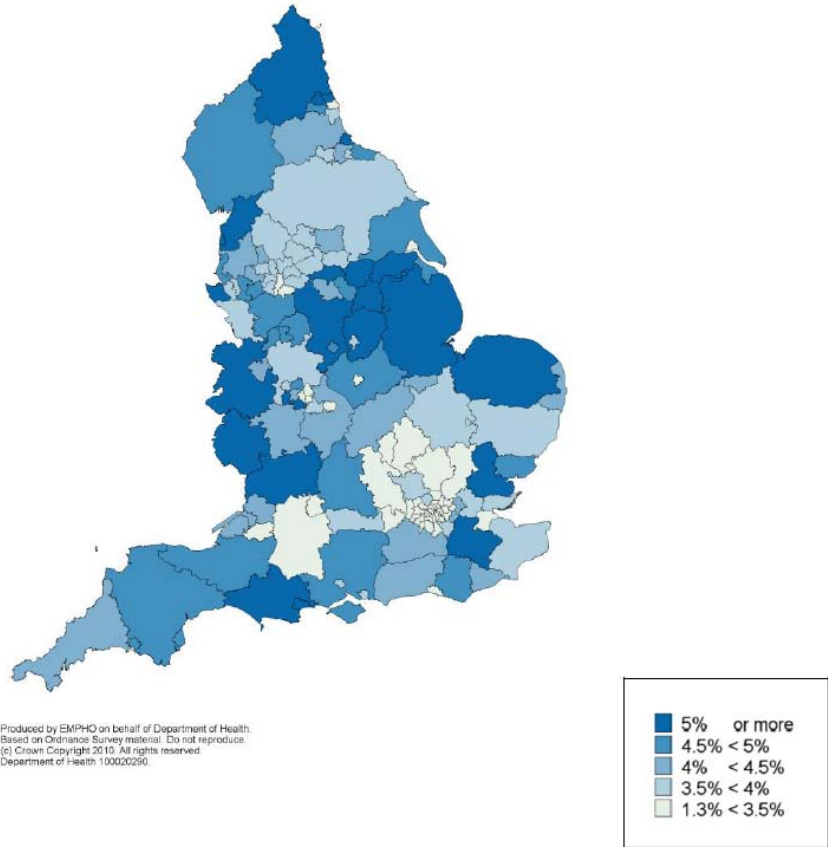 Produced by EMPHO on behalf of Department of Health.
Based on Ordnance Survey material. Do not reproduce.
(c) Crown Copyright 2010. All rights reserved.
Department of Health 100020290.
5% or more
4.5% < 5%
4% < 4.5%
3.5% < 4%
1.3% < 3.5%